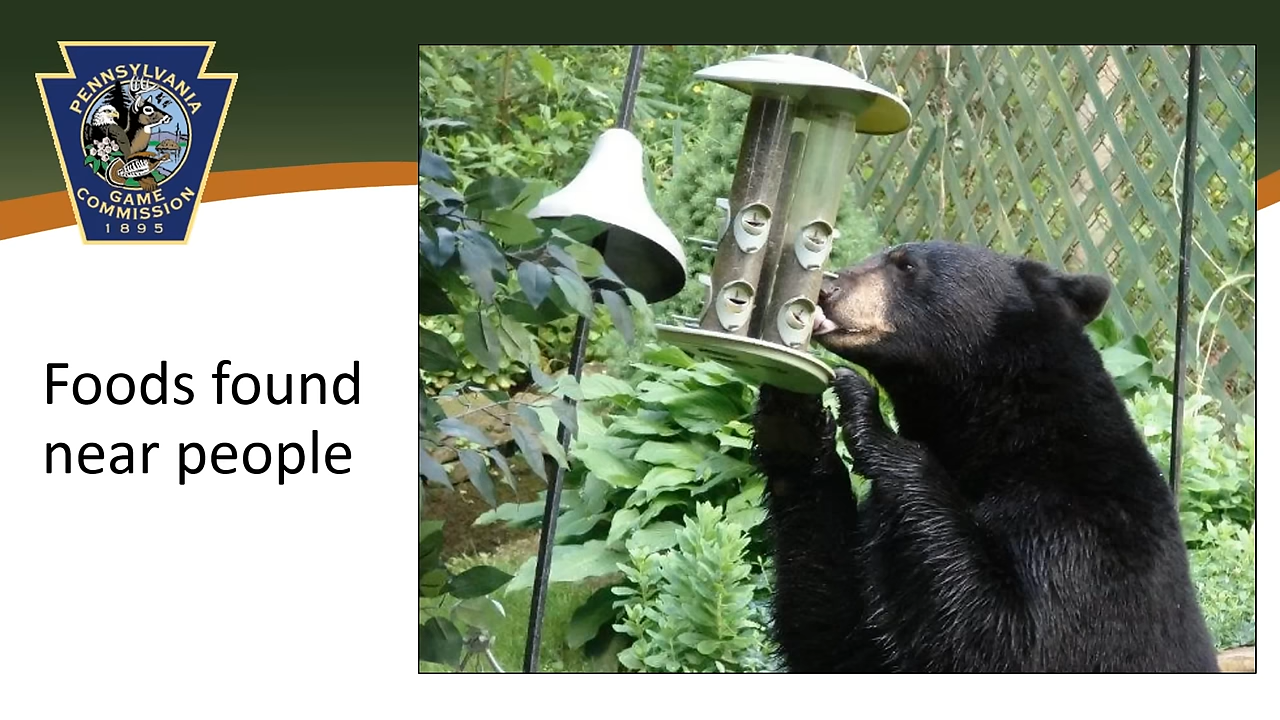 PENNSYLVANIA
GAME
COMMISSION
1895
Foods found
near people